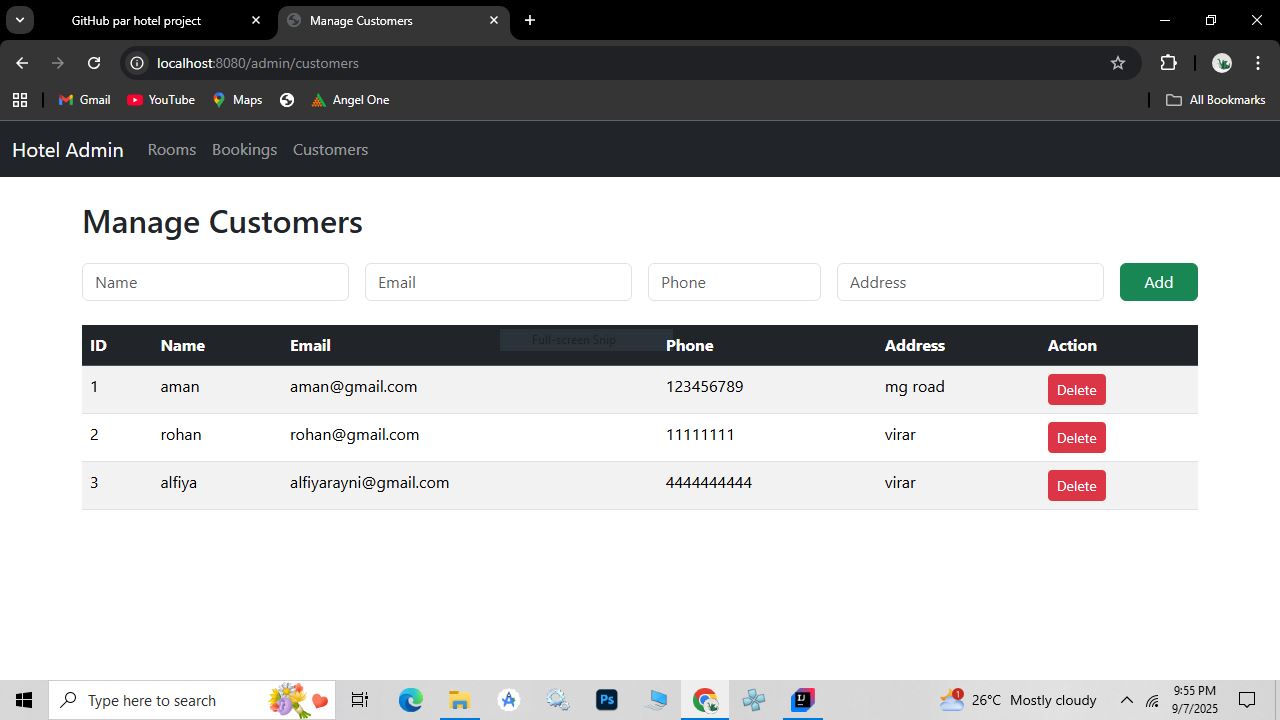 GitHub par hotel project
Manage Customers
localhost:8080/admin/customers
Gmail YouTube Maps Angel One All Bookmarks
Hotel Admin Rooms Bookings Customers
Manage Customers
Name Email Phone Address Add
Full-screen Snip
ID Name Email Phone Address Action
1 aman aman@gmail.com 123456789 mg road Delete
2 rohan rohan@gmail.com 11111111 virar Delete
3 alfiya alfiyarayni@gmail.com 4444444444 virar Delete
Type here to search
Ps
IJ
1
26°C Mostly cloudy
9:55 PM
9/7/2025